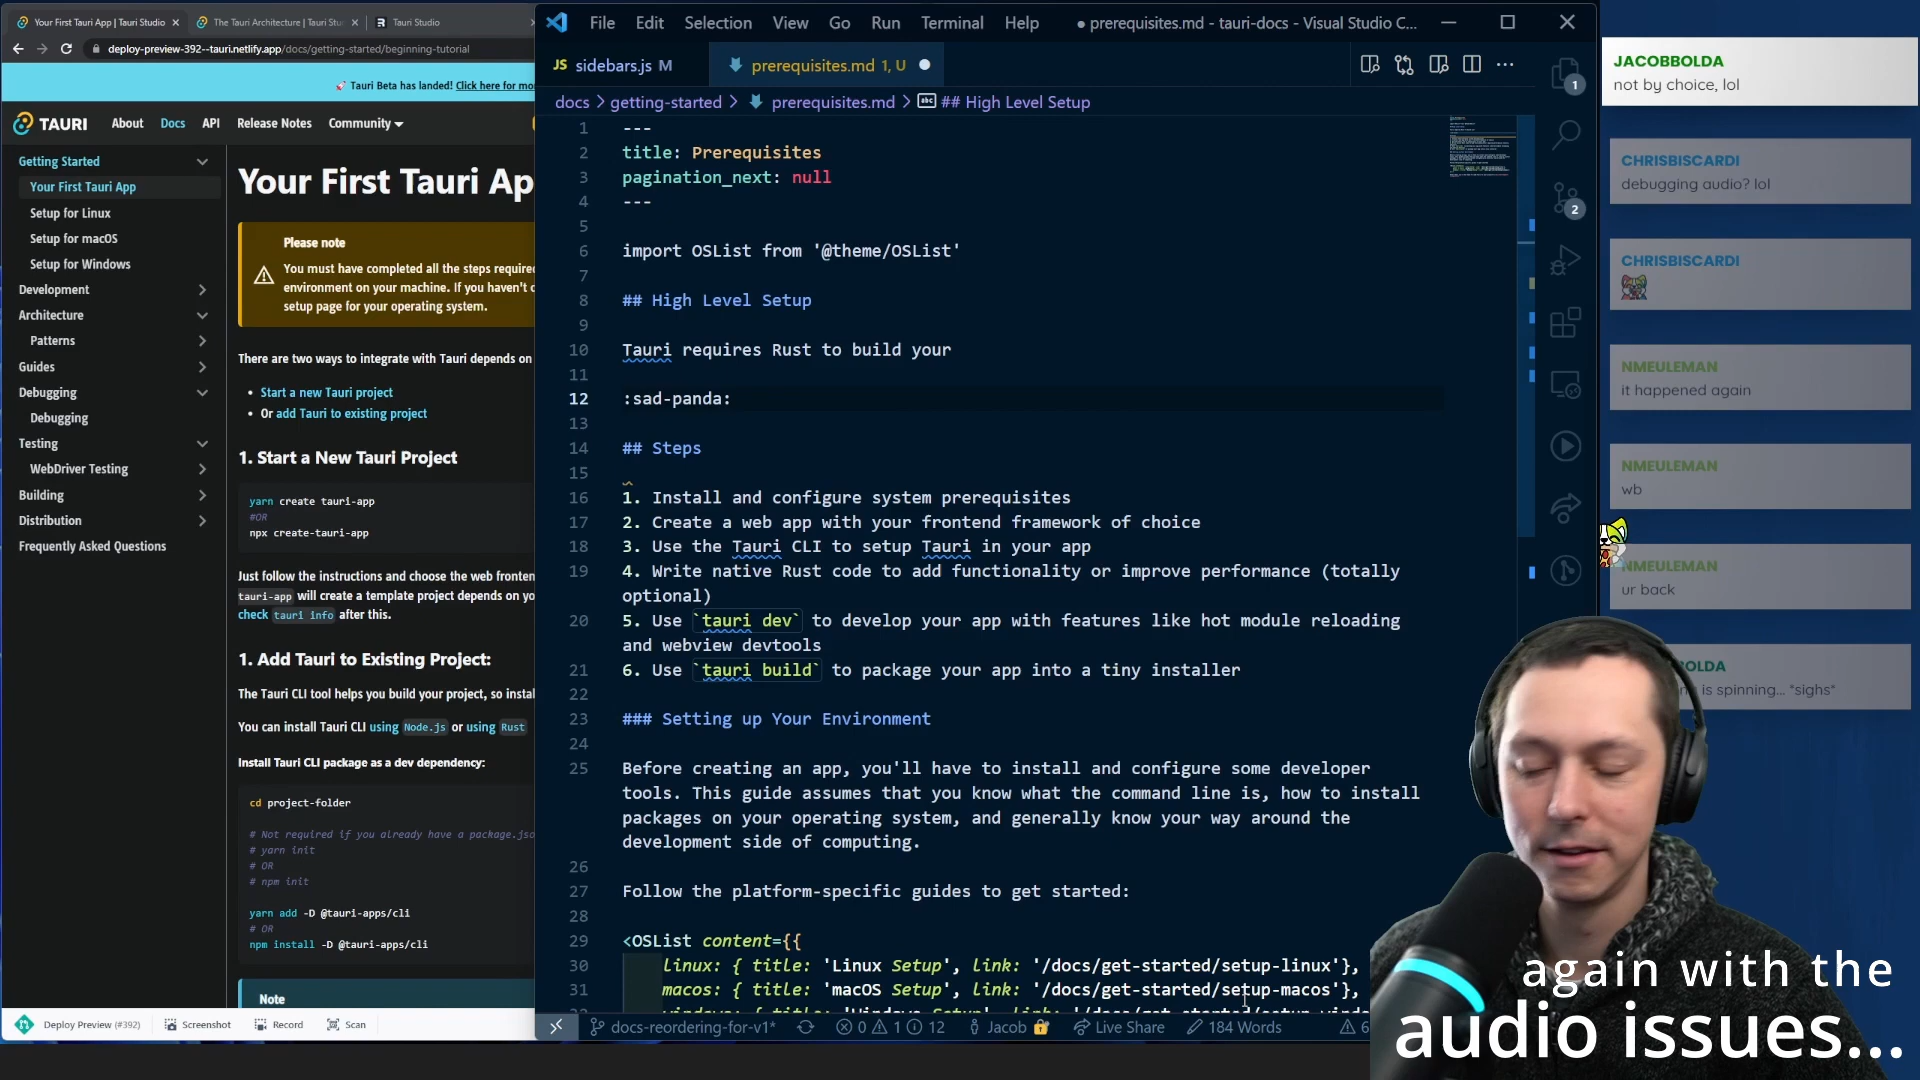 Your First Tauri App | Tauri Studio
The Tauri Architecture | Tauri Stu
Tauri Studio
deploy-preview-392--tauri.netlify.app/docs/getting-started/beginning-tutorial
🚀 Tauri Beta has landed! Click here for mo
TAURI
About
Docs
API
Release Notes
Community
Getting Started
Your First Tauri App
Setup for Linux
Setup for macOS
Setup for Windows
Development
Architecture
Patterns
Guides
Debugging
Debugging
Testing
WebDriver Testing
Building
Distribution
Frequently Asked Questions
Your First Tauri Ap
Please note
You must have completed all the steps require
environment on your machine. If you haven't
setup page for your operating system.
There are two ways to integrate with Tauri depends on
• Start a new Tauri project
• Or add Tauri to existing project
1. Start a New Tauri Project
yarn create tauri-app
#OR
npx create-tauri-app
Just follow the instructions and choose the web fronten
tauri-app will create a template project depends on yo
check tauri info after this.
1. Add Tauri to Existing Project:
The Tauri CLI tool helps you build your project, so instal
You can install Tauri CLI using Node.js or using Rust
Install Tauri CLI package as a dev dependency:
cd project-folder
# Not required if you already have a package.jso
# yarn init
# OR
# npm init
yarn add -D @tauri-apps/cli
# OR
npm install -D @tauri-apps/cli
Note
Deploy Preview (#392)
Screenshot
Record
Scan
File Edit Selection View Go Run Terminal Help
● prerequisites.md - tauri-docs - Visual Studio C...
JS sidebars.js M
prerequisites.md 1, U
docs > getting-started > prerequisites.md > ## High Level Setup
1 ---
2 title: Prerequisites
3 pagination_next: null
4 ---
5
6 import OSList from '@theme/OSList'
7
8 ## High Level Setup
9
10 Tauri requires Rust to build your
11
12 :sad-panda:
13
14 ## Steps
15
16 1. Install and configure system prerequisites
17 2. Create a web app with your frontend framework of choice
18 3. Use the Tauri CLI to setup Tauri in your app
19 4. Write native Rust code to add functionality or improve performance (totally
optional)
20 5. Use `tauri dev` to develop your app with features like hot module reloading
and webview devtools
21 6. Use `tauri build` to package your app into a tiny installer
22
23 ### Setting up Your Environment
24
25 Before creating an app, you'll have to install and configure some developer
tools. This guide assumes that you know what the command line is, how to install
packages on your operating system, and generally know your way around the
development side of computing.
26
27 Follow the platform-specific guides to get started:
28
29 <OSList content={{
30 linux: { title: 'Linux Setup', link: '/docs/get-started/setup-linux'},
31 macos: { title: 'macOS Setup', link: '/docs/get-started/setup-macos'},
docs-reordering-for-v1*
0 1 12
Jacob 🔒
Live Share
184 Words
6
1
2
JACOBBOLDA
not by choice, lol
CHRISBISCARDI
debugging audio? lol
CHRISBISCARDI
NMEULEMAN
it happened again
NMEULEMAN
wb
NMEULEMAN
ur back
OLDA
is spinning... *sighs*
again with the
audio issues...